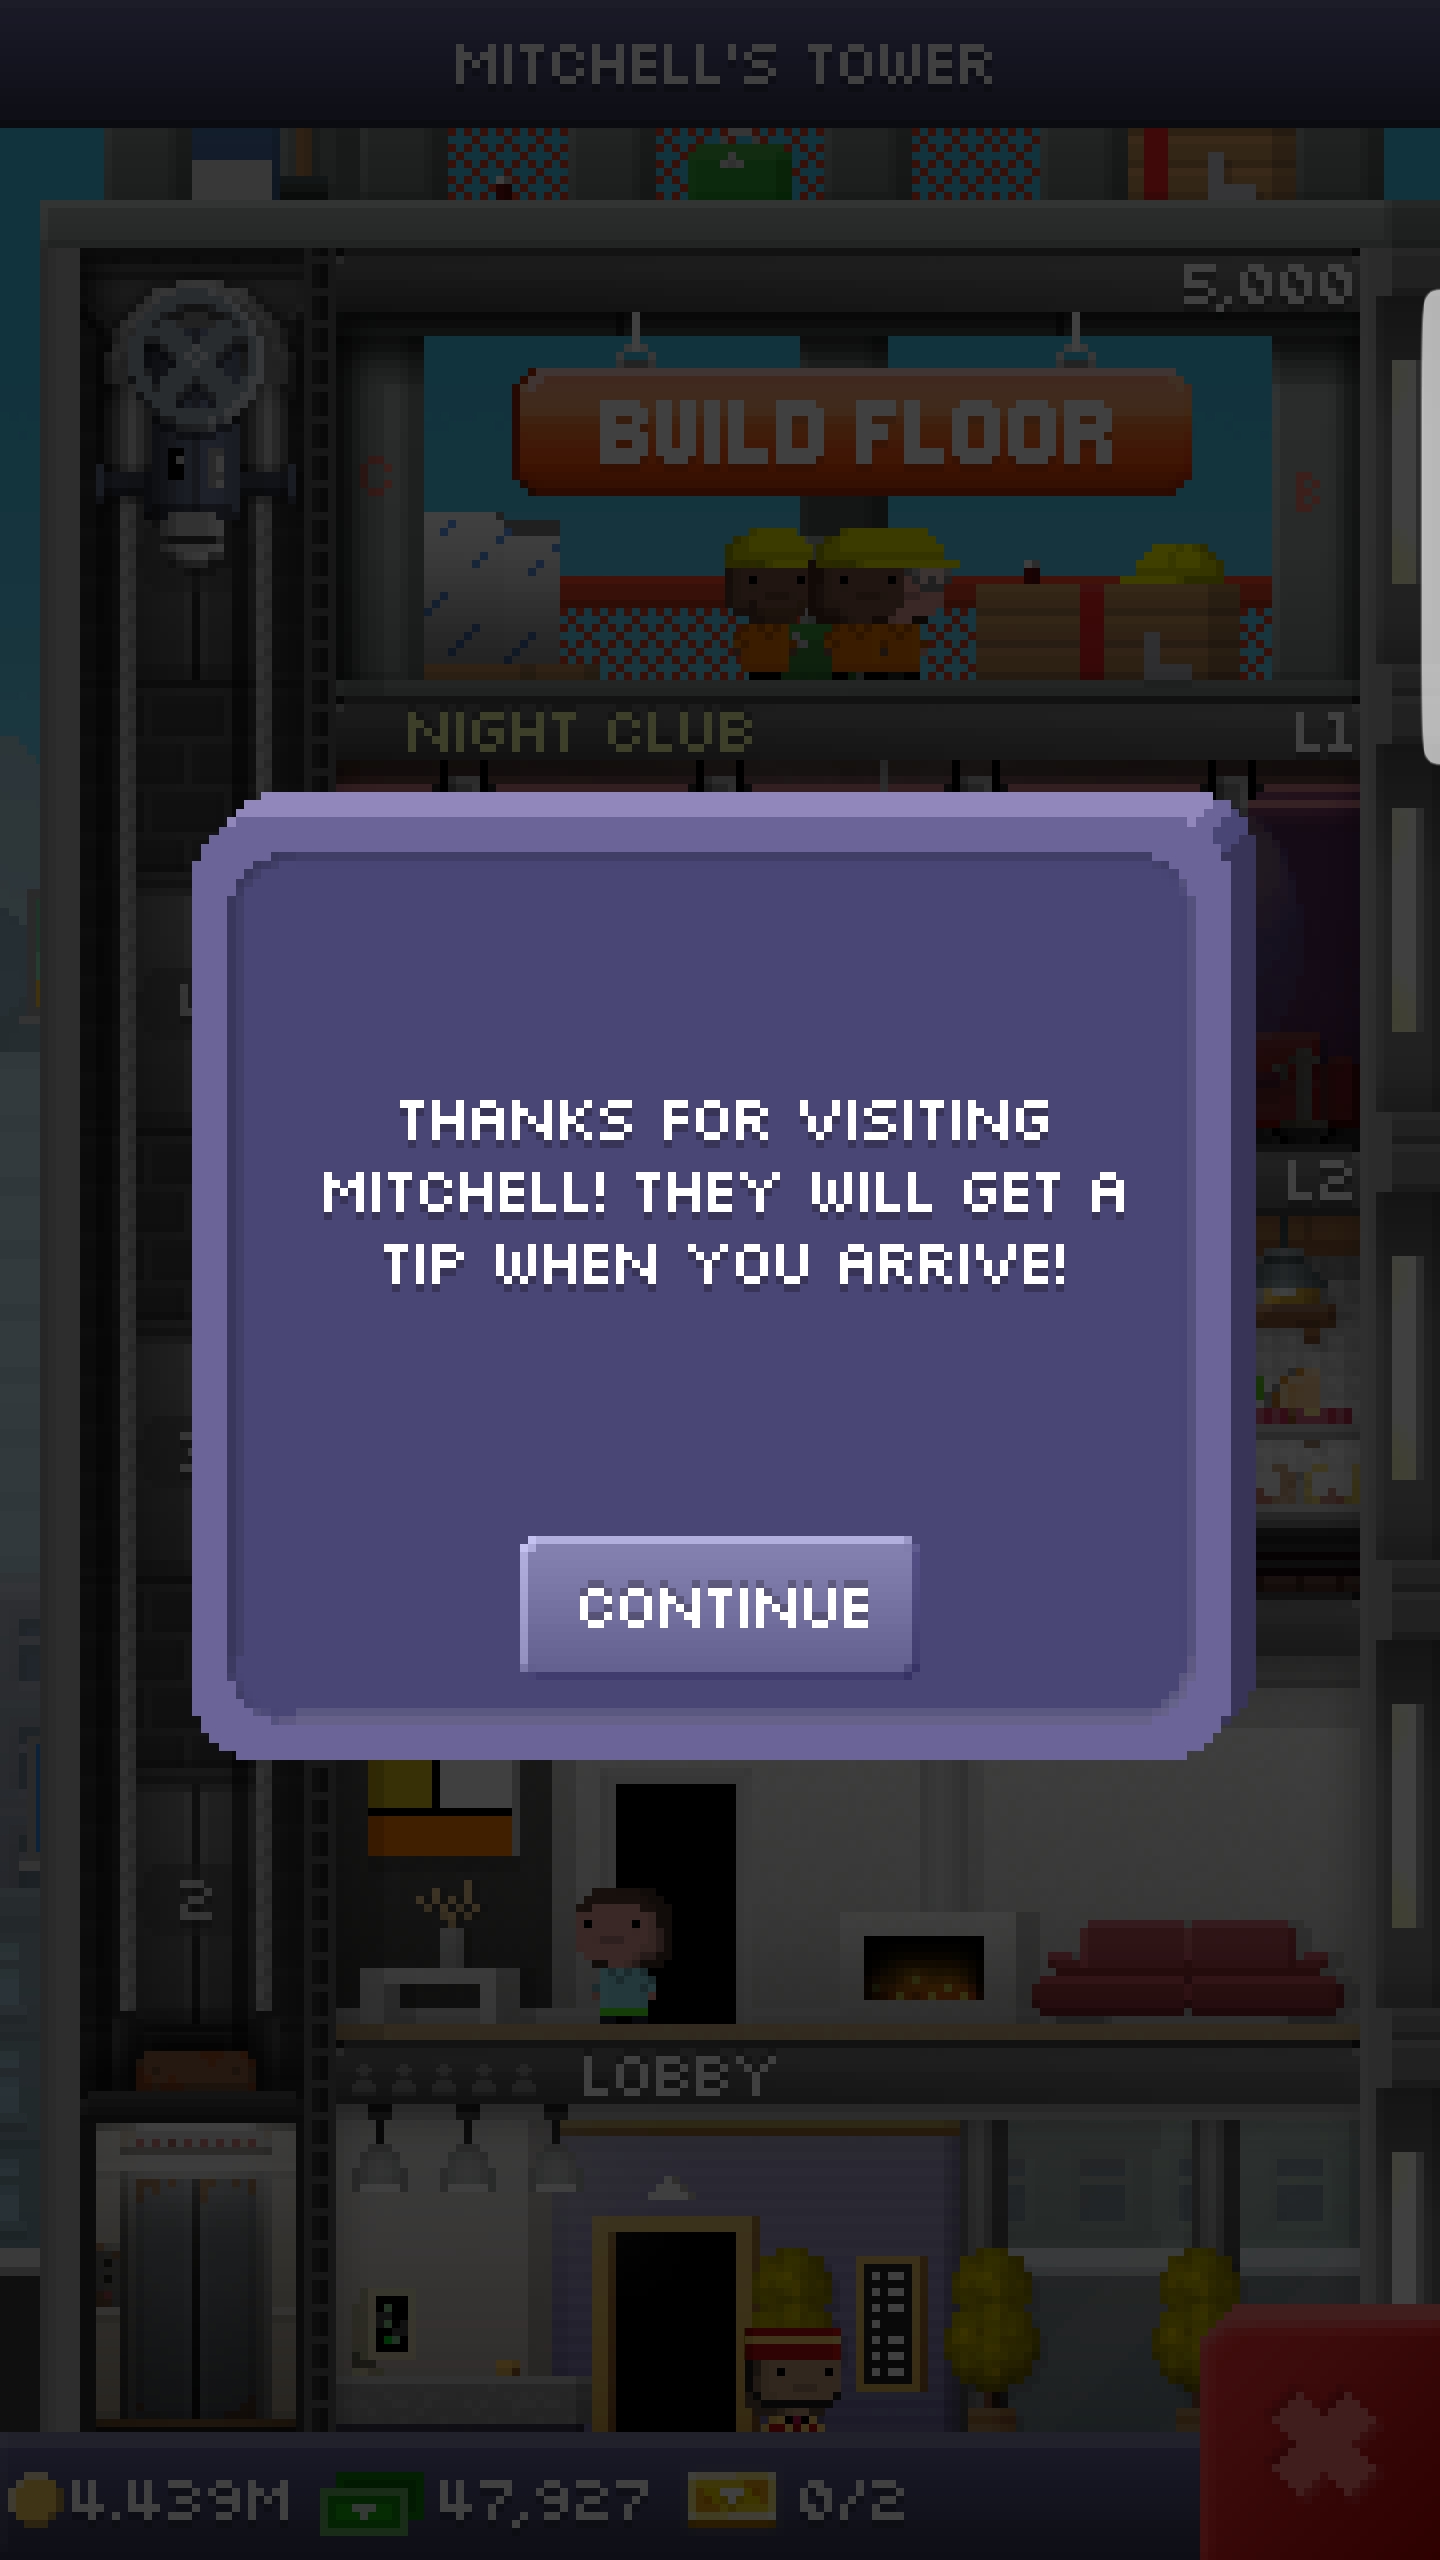 MITCHELL'S TOWER
5,000
BUILD FLOOR
C
B
NIGHT CLUB L1
THANKS FOR VISITING
MITCHELL! THEY WILL GET A
TIP WHEN YOU ARRIVE!
L2
CONTINUE
2
LOBBY
4.439M 47,927 0/2